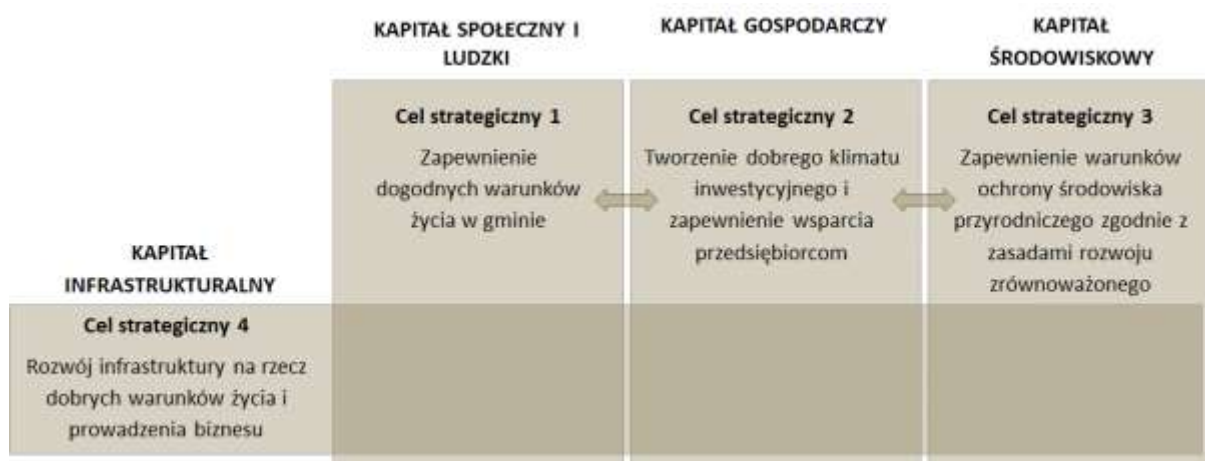 KAPITAŁ SPOŁECZNY I
LUDZKI
KAPITAŁ GOSPODARCZY
KAPITAŁ
ŚRODOWISKOWY
Cel strategiczny 1
Zapewnienie
dogodnych warunków
życia w gminie
Cel strategiczny 2
Tworzenie dobrego klimatu
inwestycyjnego i
zapewnienie wsparcia
przedsiębiorcom
Cel strategiczny 3
Zapewnienie warunków
ochrony środowiska
przyrodniczego zgodnie z
zasadami rozwoju
zrównoważonego
KAPITAŁ
INFRASTRUKTURALNY
Cel strategiczny 4
Rozwój infrastruktury na rzecz
dobrych warunków życia i
prowadzenia biznesu